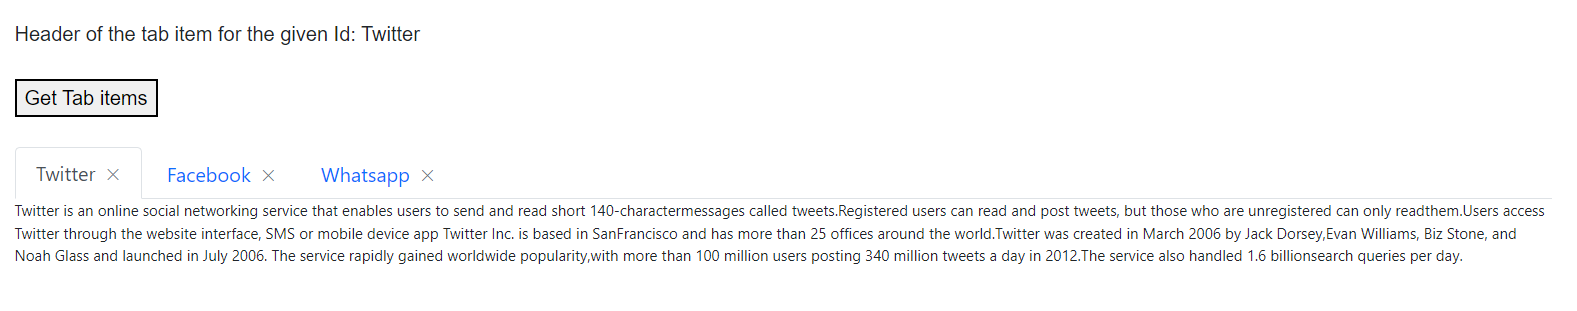 Header of the tab item for the given Id: Twitter
Get Tab items
Twitter × Facebook × Whatsapp ×
Twitter is an online social networking service that enables users to send and read short 140-charactermessages called tweets.Registered users can read and post tweets, but those who are unregistered can only readthem.Users access
Twitter through the website interface, SMS or mobile device app Twitter Inc. is based in SanFrancisco and has more than 25 offices around the world.Twitter was created in March 2006 by Jack Dorsey,Evan Williams, Biz Stone, and
Noah Glass and launched in July 2006. The service rapidly gained worldwide popularity,with more than 100 million users posting 340 million tweets a day in 2012.The service also handled 1.6 billionsearch queries per day.